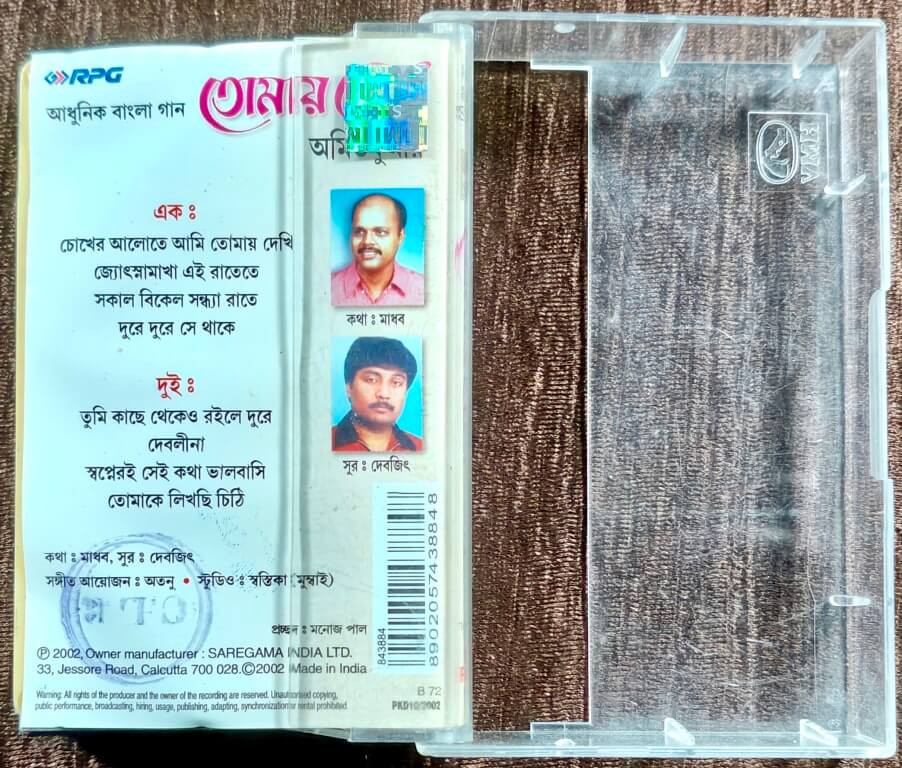 RPG
আধুনিক বাংলা গান
তোমায়
এক ঃ
চোখের আলোতে আমি তোমায় দেখি
জ্যোৎস্নামাখা এই রাতেতে
সকাল বিকেল সন্ধ্যা রাতে
দুরে দুরে সে থাকে
দুই ঃ
তুমি কাছে থেকেও রইলে দুরে
দেবলীনা
স্বপ্নেরই সেই কথা ভালবাসি
তোমাকে লিখছি চিঠি
কথা ঃ মাধব
সুর ঃ দেবজিৎ
কথা ঃ মাধব, সুর ঃ দেবজিৎ
সঙ্গীত আয়োজন ঃ অতনু • স্টুডিও ঃ স্বস্তিকা (মুম্বাই)
প্রচ্ছদ ঃ মনোজ পাল
℗ 2002, Owner manufacturer : SAREGAMA INDIA LTD.
33, Jessore Road, Calcutta 700 028. © 2002 Made in India
Warning: All rights of the producer and the owner of the recording are reserved. Unauthorised copying,
public performance, broadcasting, hiring, usage, publishing, adapting, synchronization or rental prohibited.
843884
8902057438848
B 72
PKD10/2002
HMV